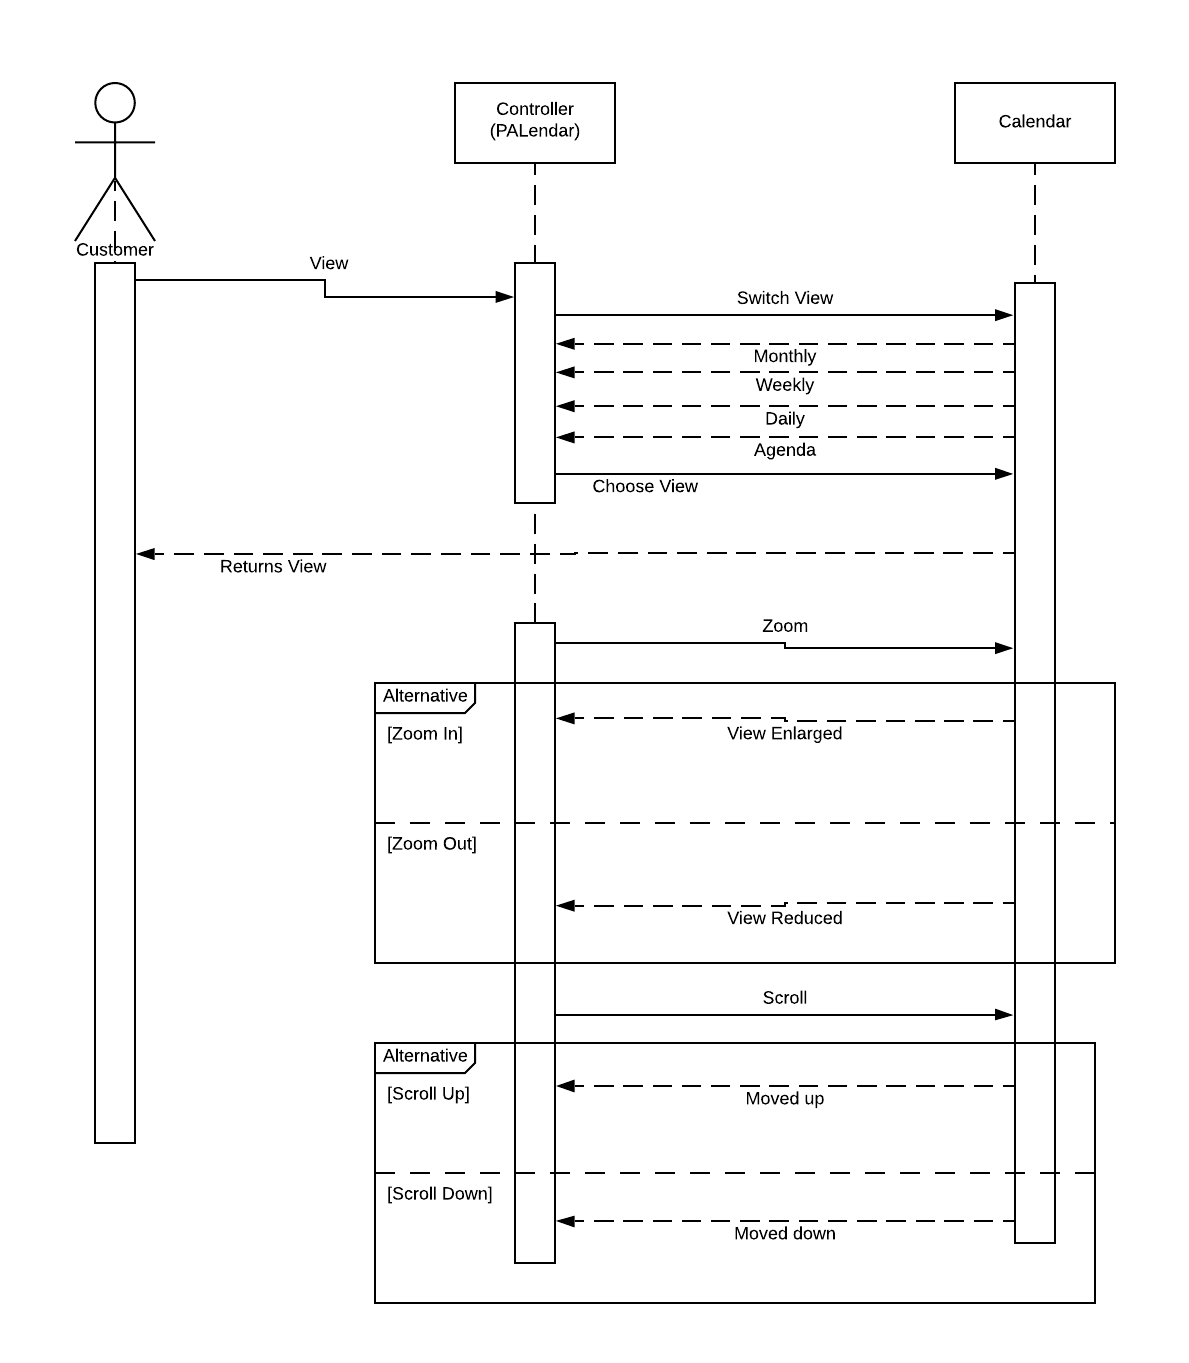 Controller
(PALendar)
Calendar
Customer
View
Switch View
Monthly
Weekly
Daily
Agenda
Choose View
Returns View
Zoom
Alternative
[Zoom In]
View Enlarged
[Zoom Out]
View Reduced
Scroll
Alternative
[Scroll Up]
Moved up
[Scroll Down]
Moved down